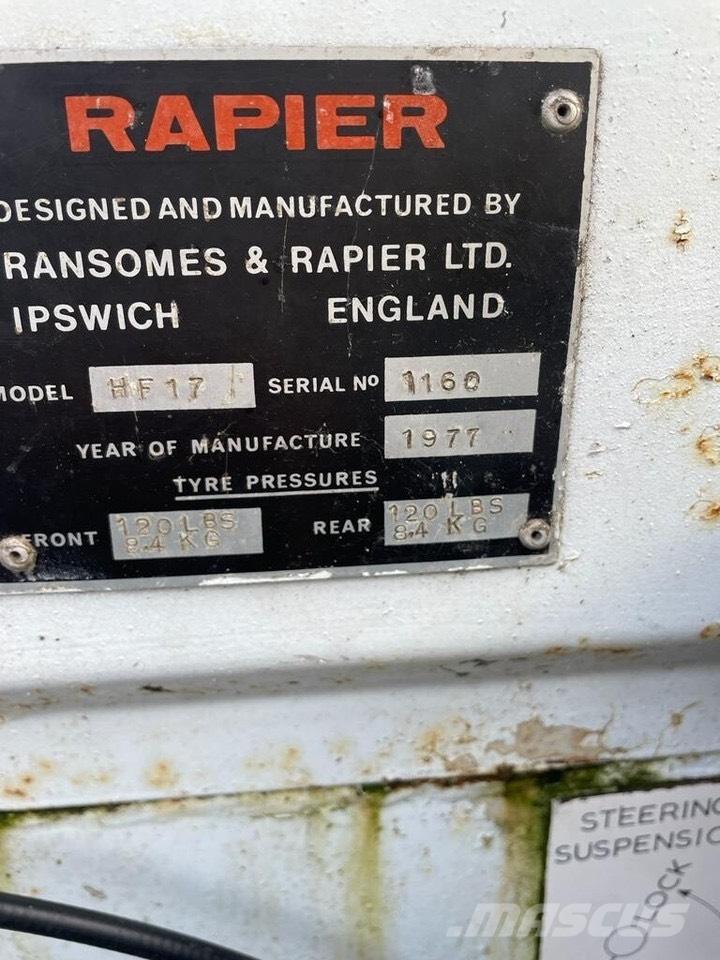 RAPIER
DESIGNED AND MANUFACTURED BY
RANSOMES & RAPIER LTD.
IPSWICH ENGLAND
MODEL HF17 SERIAL Nº 1160
YEAR OF MANUFACTURE 1977
TYRE PRESSURES
FRONT 120 LBS 8.4 KG REAR 120 LBS 8.4 KG
STEERING
SUSPENSIO
LOCK
MASCUS